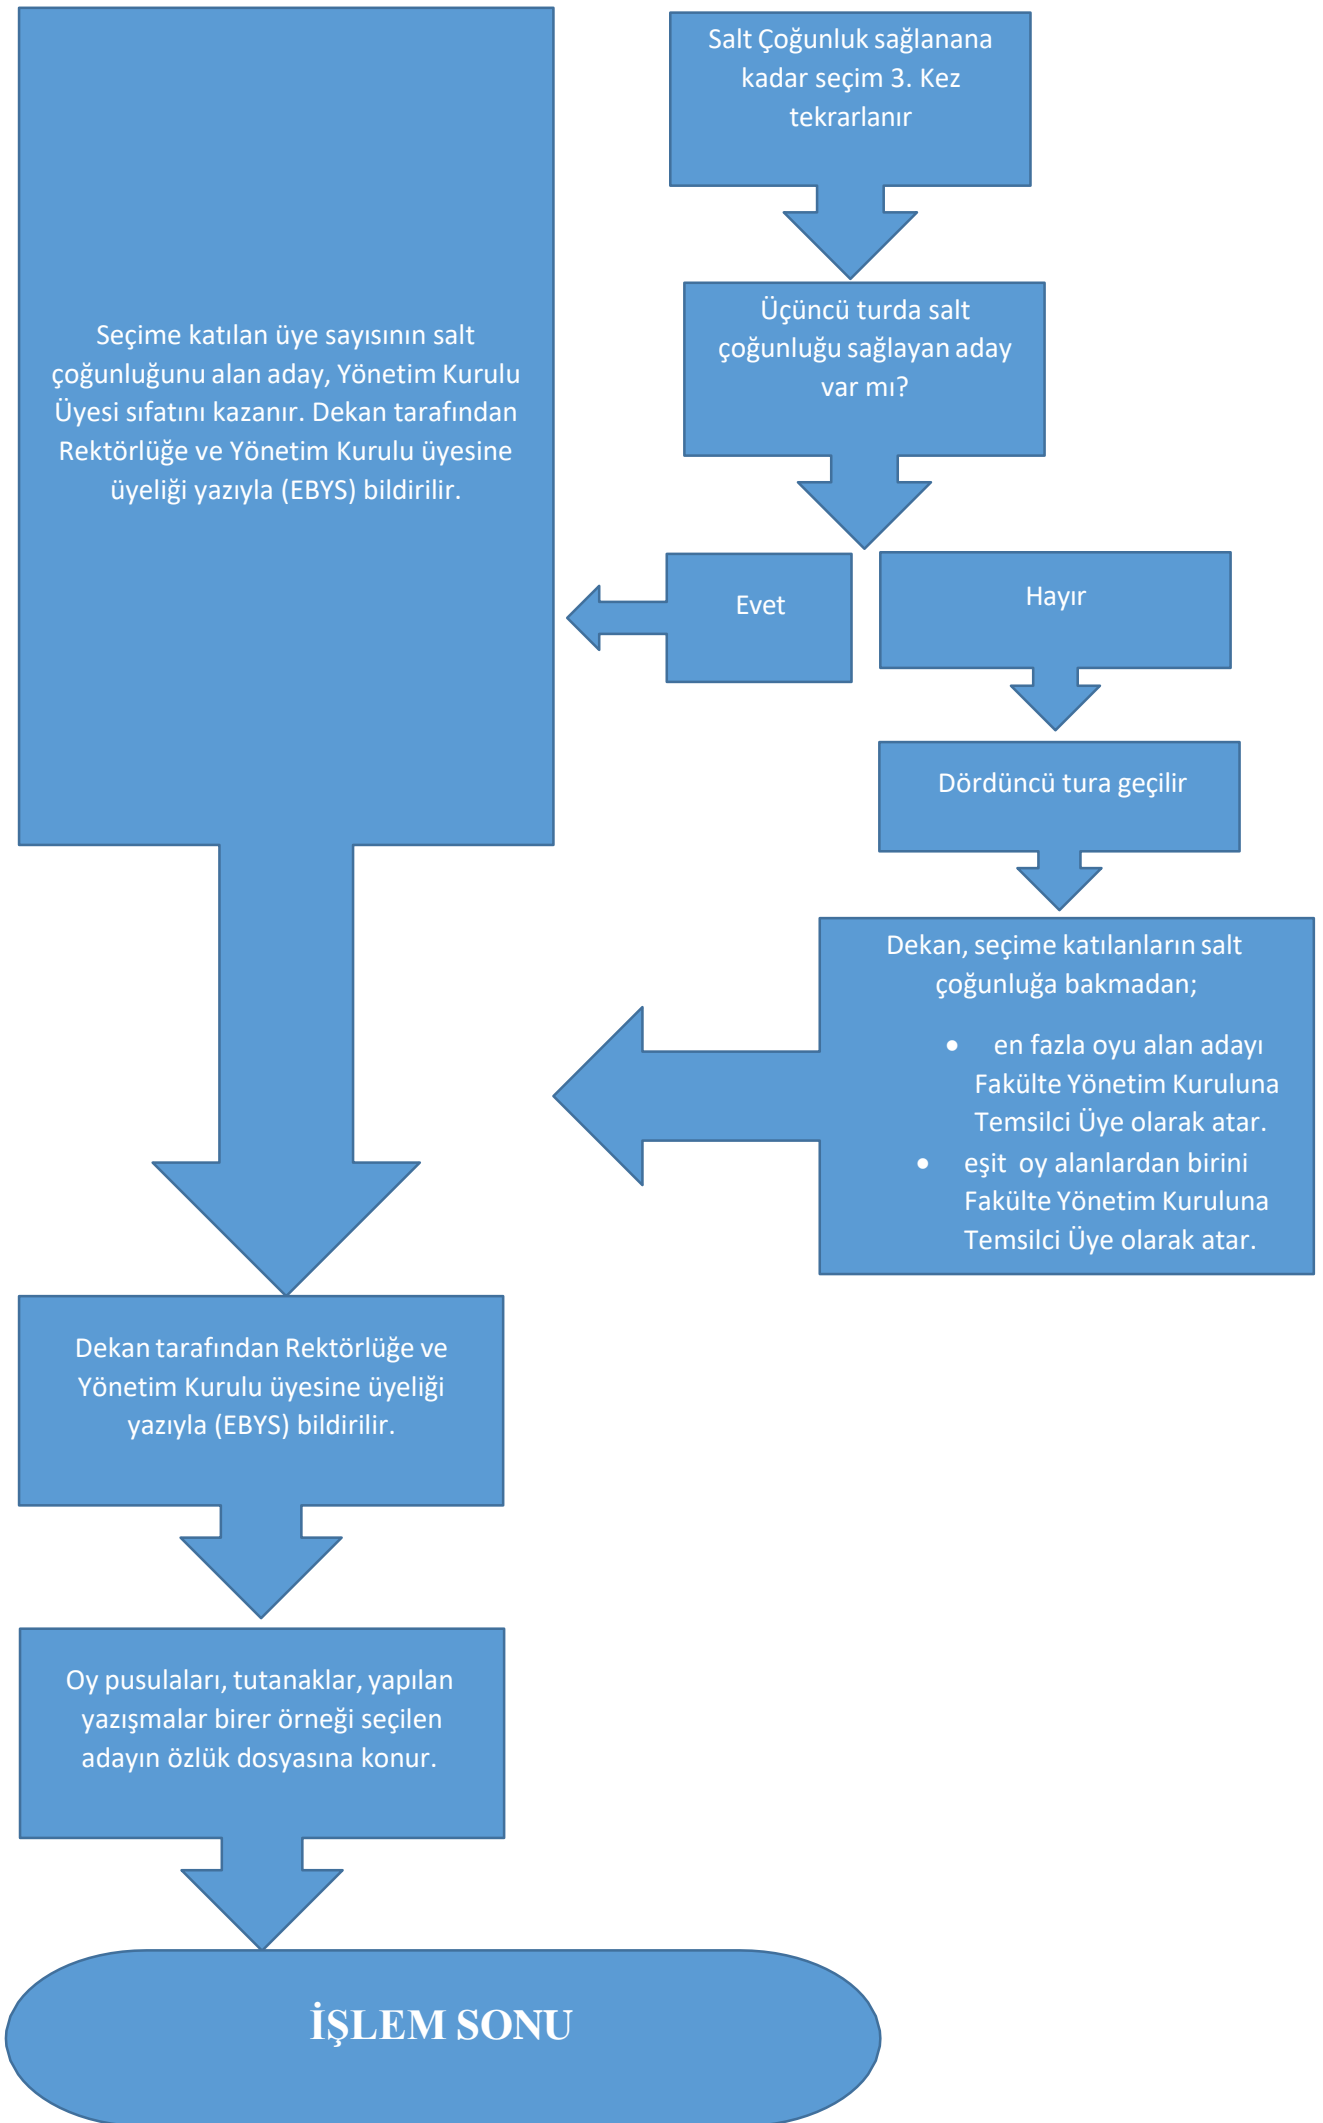 Salt Çoğunluk sağlanana
kadar seçim 3. Kez
tekrarlanır
Üçüncü turda salt
çoğunluğu sağlayan aday
var mı?
Seçime katılan üye sayısının salt
çoğunluğunu alan aday, Yönetim Kurulu
Üyesi sıfatını kazanır. Dekan tarafından
Rektörlüğe ve Yönetim Kurulu üyesine
üyeliği yazıyla (EBYS) bildirilir.
Evet
Hayır
Dördüncü tura geçilir
Dekan, seçime katılanların salt
çoğunluğa bakmadan;
• en fazla oyu alan adayı
Fakülte Yönetim Kuruluna
Temsilci Üye olarak atar.
• eşit oy alanlardan birini
Fakülte Yönetim Kuruluna
Temsilci Üye olarak atar.
Dekan tarafından Rektörlüğe ve
Yönetim Kurulu üyesine üyeliği
yazıyla (EBYS) bildirilir.
Oy pusulaları, tutanaklar, yapılan
yazışmalar birer örneği seçilen
adayın özlük dosyasına konur.
İŞLEM SONU